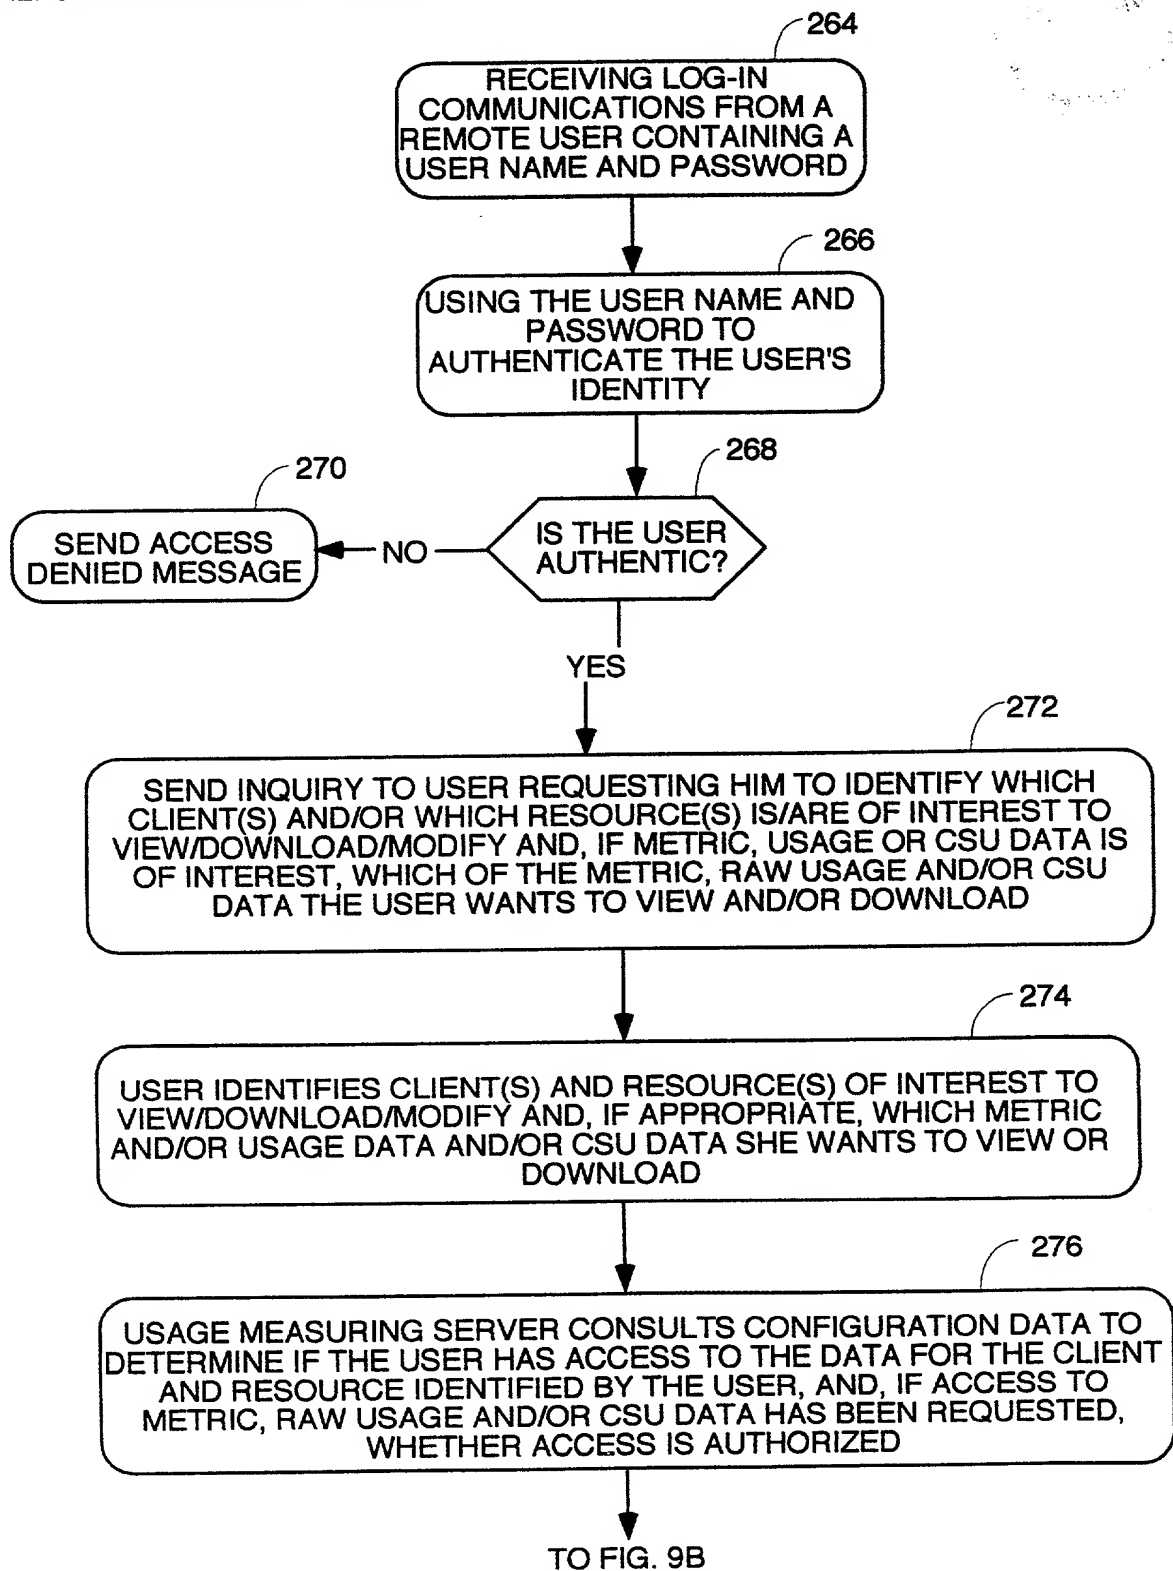 264
RECEIVING LOG-IN
COMMUNICATIONS FROM A
REMOTE USER CONTAINING A
USER NAME AND PASSWORD
266
USING THE USER NAME AND
PASSWORD TO
AUTHENTICATE THE USER'S
IDENTITY
268
IS THE USER
AUTHENTIC?
270
SEND ACCESS
DENIED MESSAGE
NO
YES
272
SEND INQUIRY TO USER REQUESTING HIM TO IDENTIFY WHICH
CLIENT(S) AND/OR WHICH RESOURCE(S) IS/ARE OF INTEREST TO
VIEW/DOWNLOAD/MODIFY AND, IF METRIC, USAGE OR CSU DATA IS
OF INTEREST, WHICH OF THE METRIC, RAW USAGE AND/OR CSU
DATA THE USER WANTS TO VIEW AND/OR DOWNLOAD
274
USER IDENTIFIES CLIENT(S) AND RESOURCE(S) OF INTEREST TO
VIEW/DOWNLOAD/MODIFY AND, IF APPROPRIATE, WHICH METRIC
AND/OR USAGE DATA AND/OR CSU DATA SHE WANTS TO VIEW OR
DOWNLOAD
276
USAGE MEASURING SERVER CONSULTS CONFIGURATION DATA TO
DETERMINE IF THE USER HAS ACCESS TO THE DATA FOR THE CLIENT
AND RESOURCE IDENTIFIED BY THE USER, AND, IF ACCESS TO
METRIC, RAW USAGE AND/OR CSU DATA HAS BEEN REQUESTED,
WHETHER ACCESS IS AUTHORIZED
TO FIG. 9B